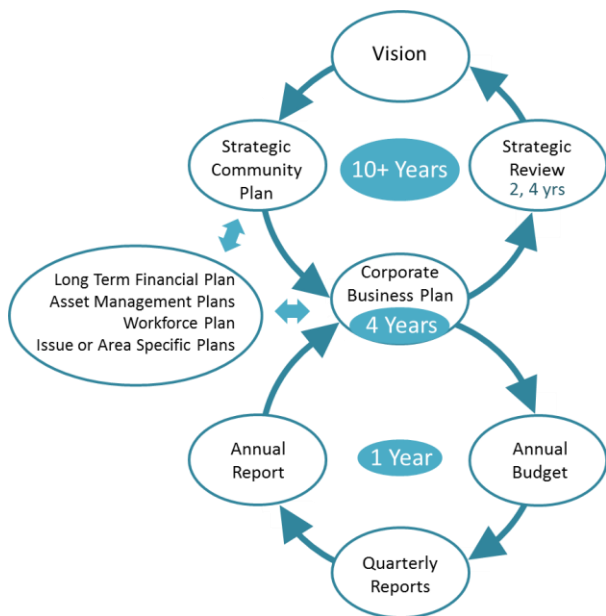 Vision
Strategic
Community
Plan
10+ Years
Strategic
Review
2, 4 yrs
Long Term Financial Plan
Asset Management Plans
Workforce Plan
Issue or Area Specific Plans
Corporate
Business Plan
4 Years
Annual
Report
1 Year
Annual
Budget
Quarterly
Reports